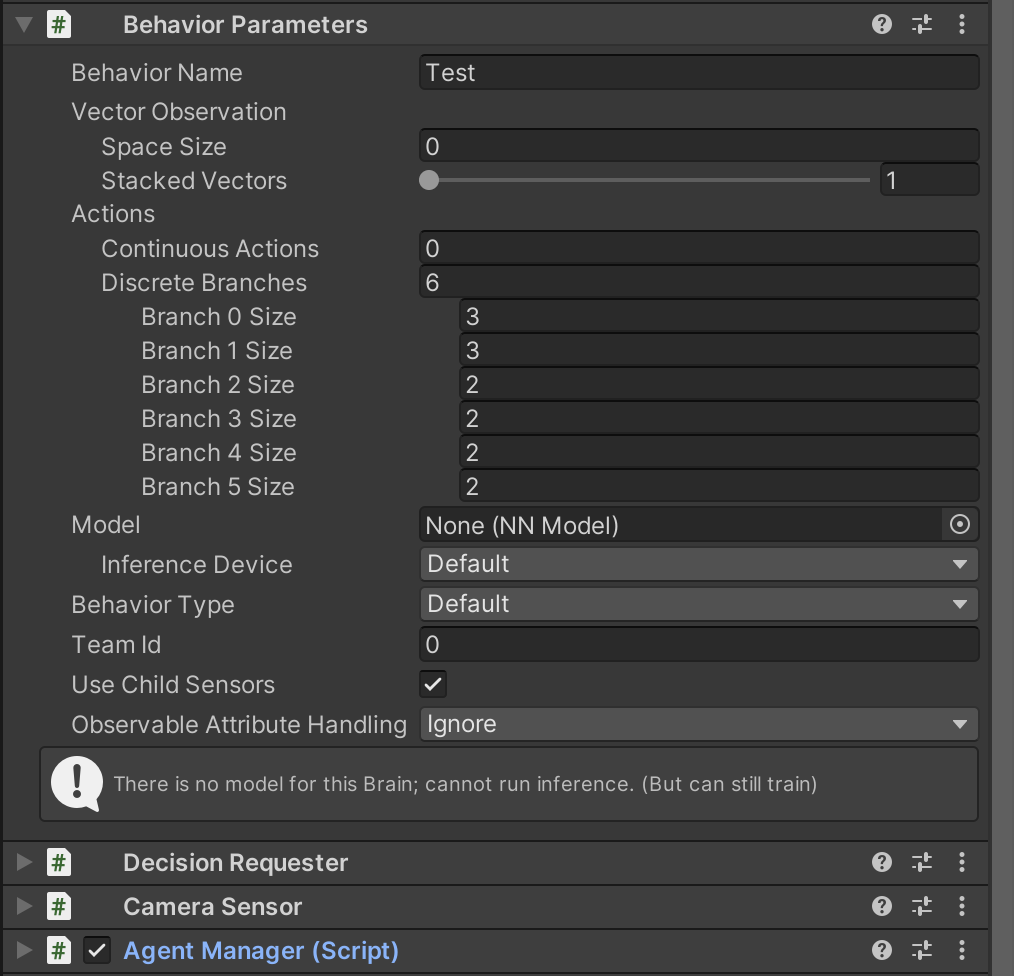 # Behavior Parameters ?
Behavior Name Test
Vector Observation
Space Size 0
Stacked Vectors 1
Actions
Continuous Actions 0
Discrete Branches 6
Branch 0 Size 3
Branch 1 Size 3
Branch 2 Size 2
Branch 3 Size 2
Branch 4 Size 2
Branch 5 Size 2
Model None (NN Model)
Inference Device Default
Behavior Type Default
Team Id 0
Use Child Sensors
Observable Attribute Handling Ignore
! There is no model for this Brain; cannot run inference. (But can still train)
# Decision Requester ?
# Camera Sensor ?
# Agent Manager (Script) ?